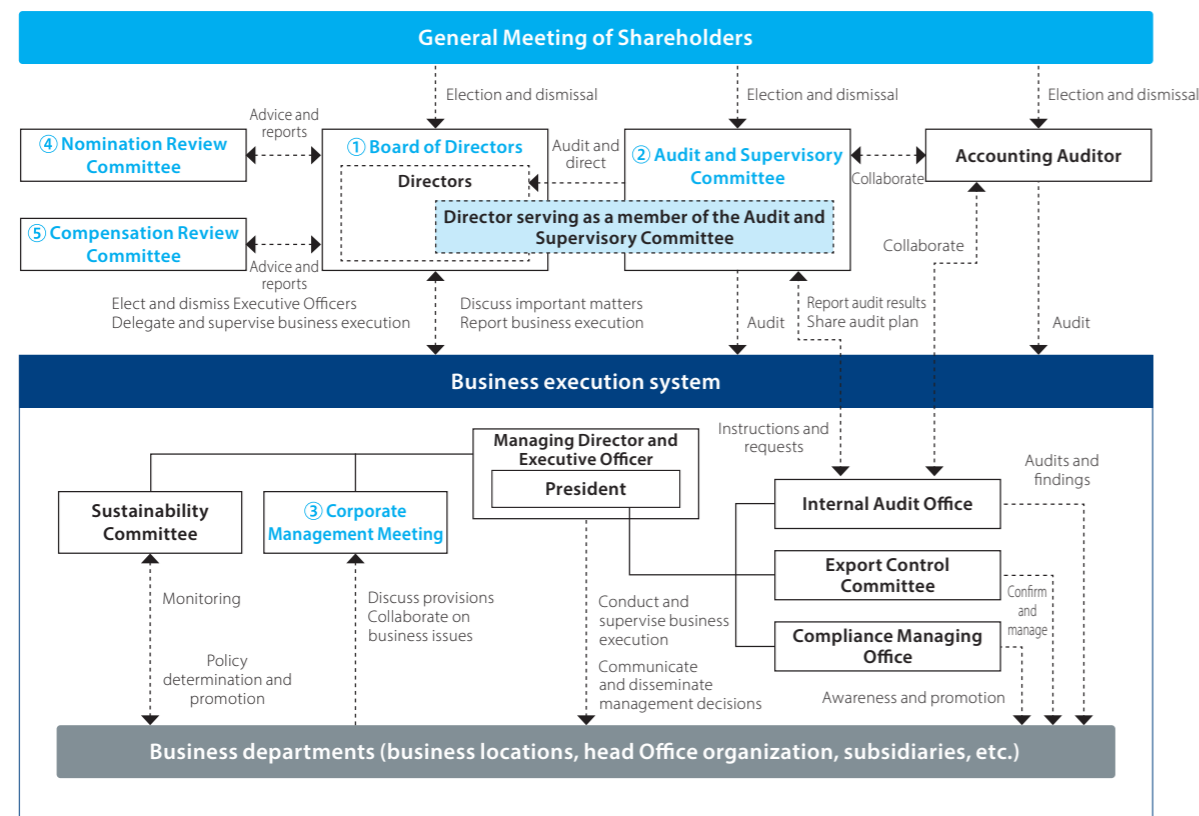 General Meeting of Shareholders
Election and dismissal
Election and dismissal
Election and dismissal
Advice and
reports
④ Nomination Review
Committee
① Board of Directors
Directors
Audit and
direct
② Audit and Supervisory
Committee
Collaborate
Accounting Auditor
Director serving as a member of the Audit and
Supervisory Committee
⑤ Compensation Review
Committee
Advice and
reports
Elect and dismiss Executive Officers
Delegate and supervise business execution
Discuss important matters
Report business execution
Audit
Report audit results
Share audit plan
Collaborate
Audit
Business execution system
Managing Director and
Executive Officer
President
Instructions and
requests
Audits and
findings
Sustainability
Committee
③ Corporate
Management Meeting
Internal Audit Office
Export Control
Committee
Confirm
and
manage
Compliance Managing
Office
Monitoring
Policy
determination and
promotion
Discuss provisions
Collaborate on
business issues
Conduct and
supervise business
execution
Communicate
and disseminate
management decisions
Awareness and promotion
Business departments (business locations, head Office organization, subsidiaries, etc.)